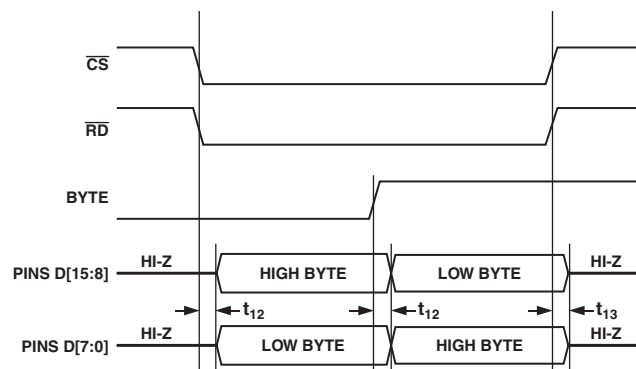 CS
RD
BYTE
HI-Z HIGH BYTE LOW BYTE HI-Z
PINS D[15:8]
t12 t12 t13
HI-Z LOW BYTE HIGH BYTE HI-Z
PINS D[7:0]